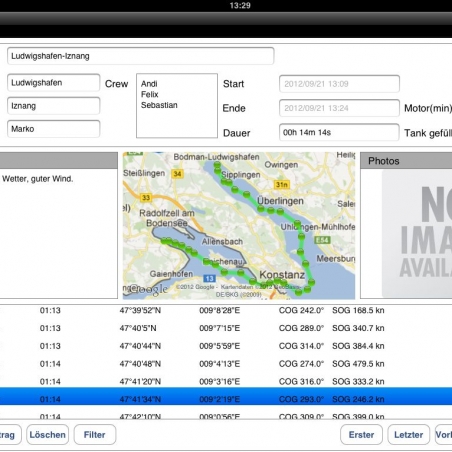 13:29
Ludwigshafen-Iznang
Ludwigshafen
Crew
Andi
Felix
Sebastian
Start
2012/09/21 13:09
Iznang
Ende
2012/09/21 13:24
Motor(min)
Marko
Dauer
00h 14m 14s
Tank gefüll
Wetter, guter Wind.
Photos
Bodman-Ludwigshafen
Steißlingen
Sipplingen
Owingen
34
31n
33
Überlingen
Radolfzell am
Bodensee
Uhldingen-Mühlhofe
E54
Allensbach
Meersburg
Gaienhofen
13
Konstanz
Google
©2012 Google - Kartendaten ©2012 GeoBasis-
DE/BKG (©2009)
NO
IMA
AVAILA
01:13 47°39'52"N 009°8'28"E COG 242.0° SOG 168.5 kn
01:13 47°40'5"N 009°7'15"E COG 289.0° SOG 340.7 kn
01:13 47°40'44"N 009°5'59"E COG 314.0° SOG 384.4 kn
01:14 47°40'48"N 009°4'13"E COG 274.0° SOG 479.5 kn
01:14 47°41'20"N 009°3'16"E COG 316.0° SOG 333.2 kn
01:14 47°41'34"N 009°2'19"E COG 293.0° SOG 246.2 kn
01:14 47°42'10"N 009°0'56"E COG 309.0° SOG 399.0 kn
trag Löschen Filter Erster Letzter Vorl